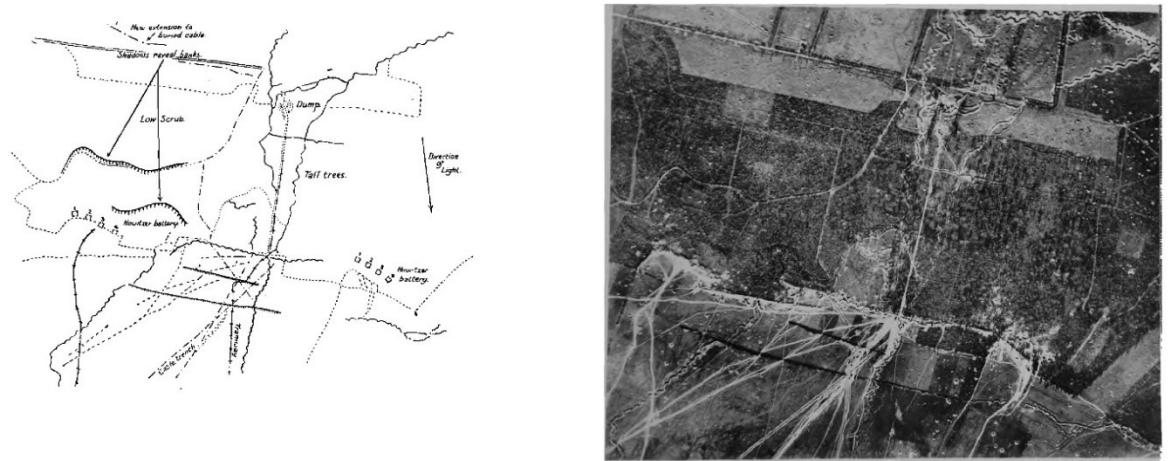 New extension to
buried cable.
Shadows reveal banks.
Dump.
Low Scrub.
Direction
of
Light.
Tall trees.
Howitzer battery.
Howitzer
battery.
Tramway
trench